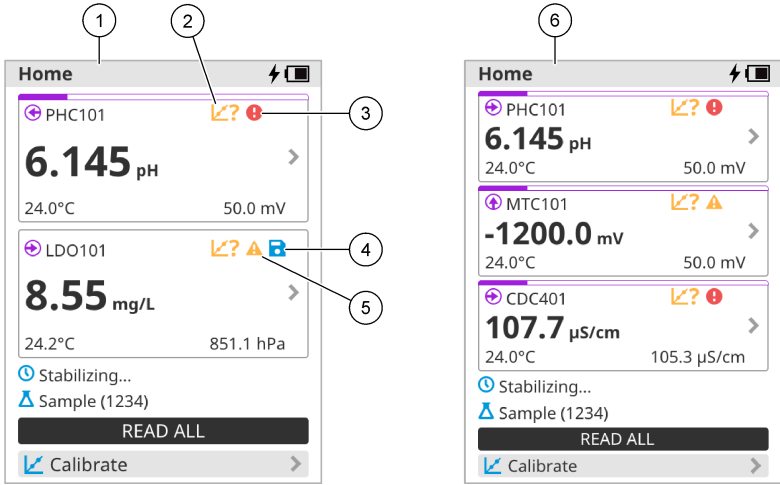 1
2
Home
PHC101
?
3
6.145 pH
24.0°C 50.0 mV
LDO101
?
4
8.55 mg/L
5
24.2°C 851.1 hPa
Stabilizing...
Sample (1234)
READ ALL
Calibrate
6
Home
PHC101
?
6.145 pH
24.0°C 50.0 mV
MTC101
?
-1200.0 mV
24.0°C 50.0 mV
CDC401
?
107.7 µS/cm
24.0°C 105.3 µS/cm
Stabilizing...
Sample (1234)
READ ALL
Calibrate